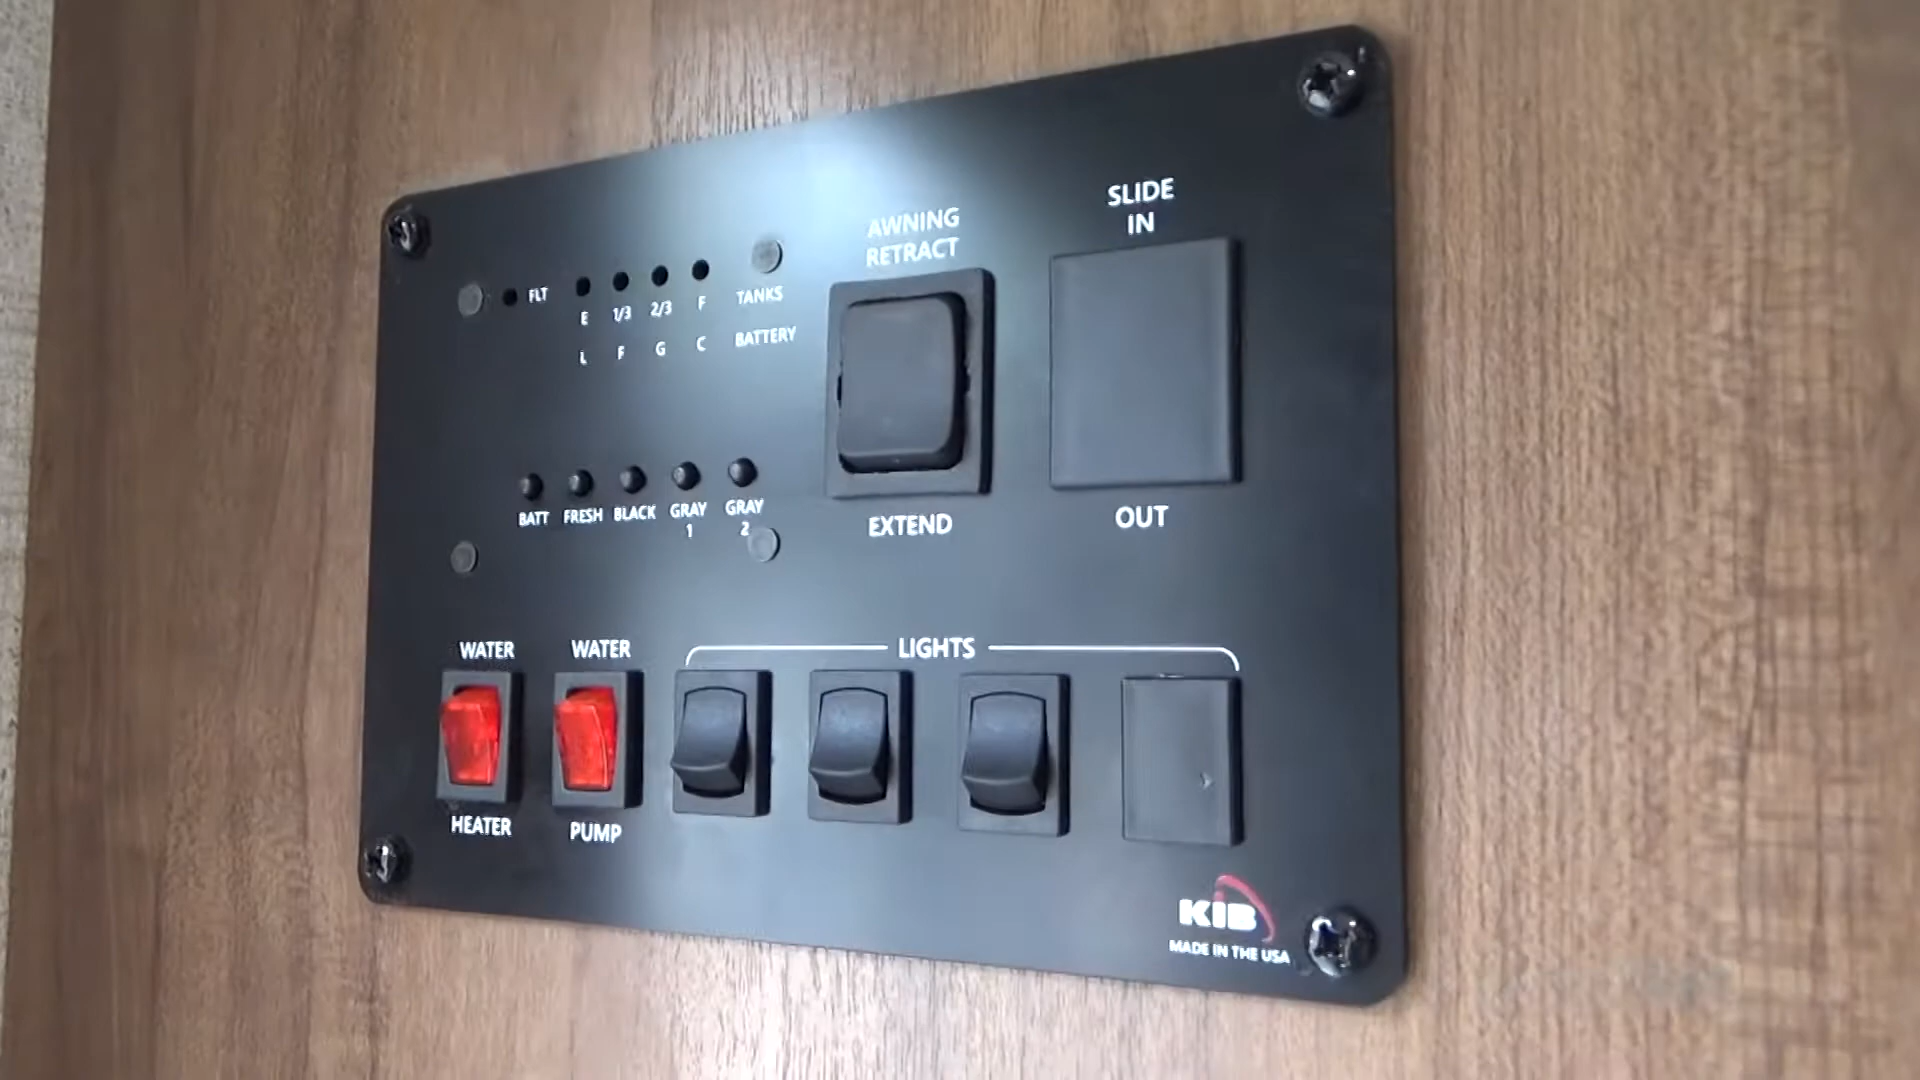 AWNING
RETRACT
SLIDE
IN
FLT
E 1/3 2/3 F TANKS
L F G C BATTERY
BATT FRESH BLACK GRAY 1 GRAY 2
EXTEND
OUT
WATER
HEATER
WATER
PUMP
LIGHTS
KIB
MADE IN THE USA